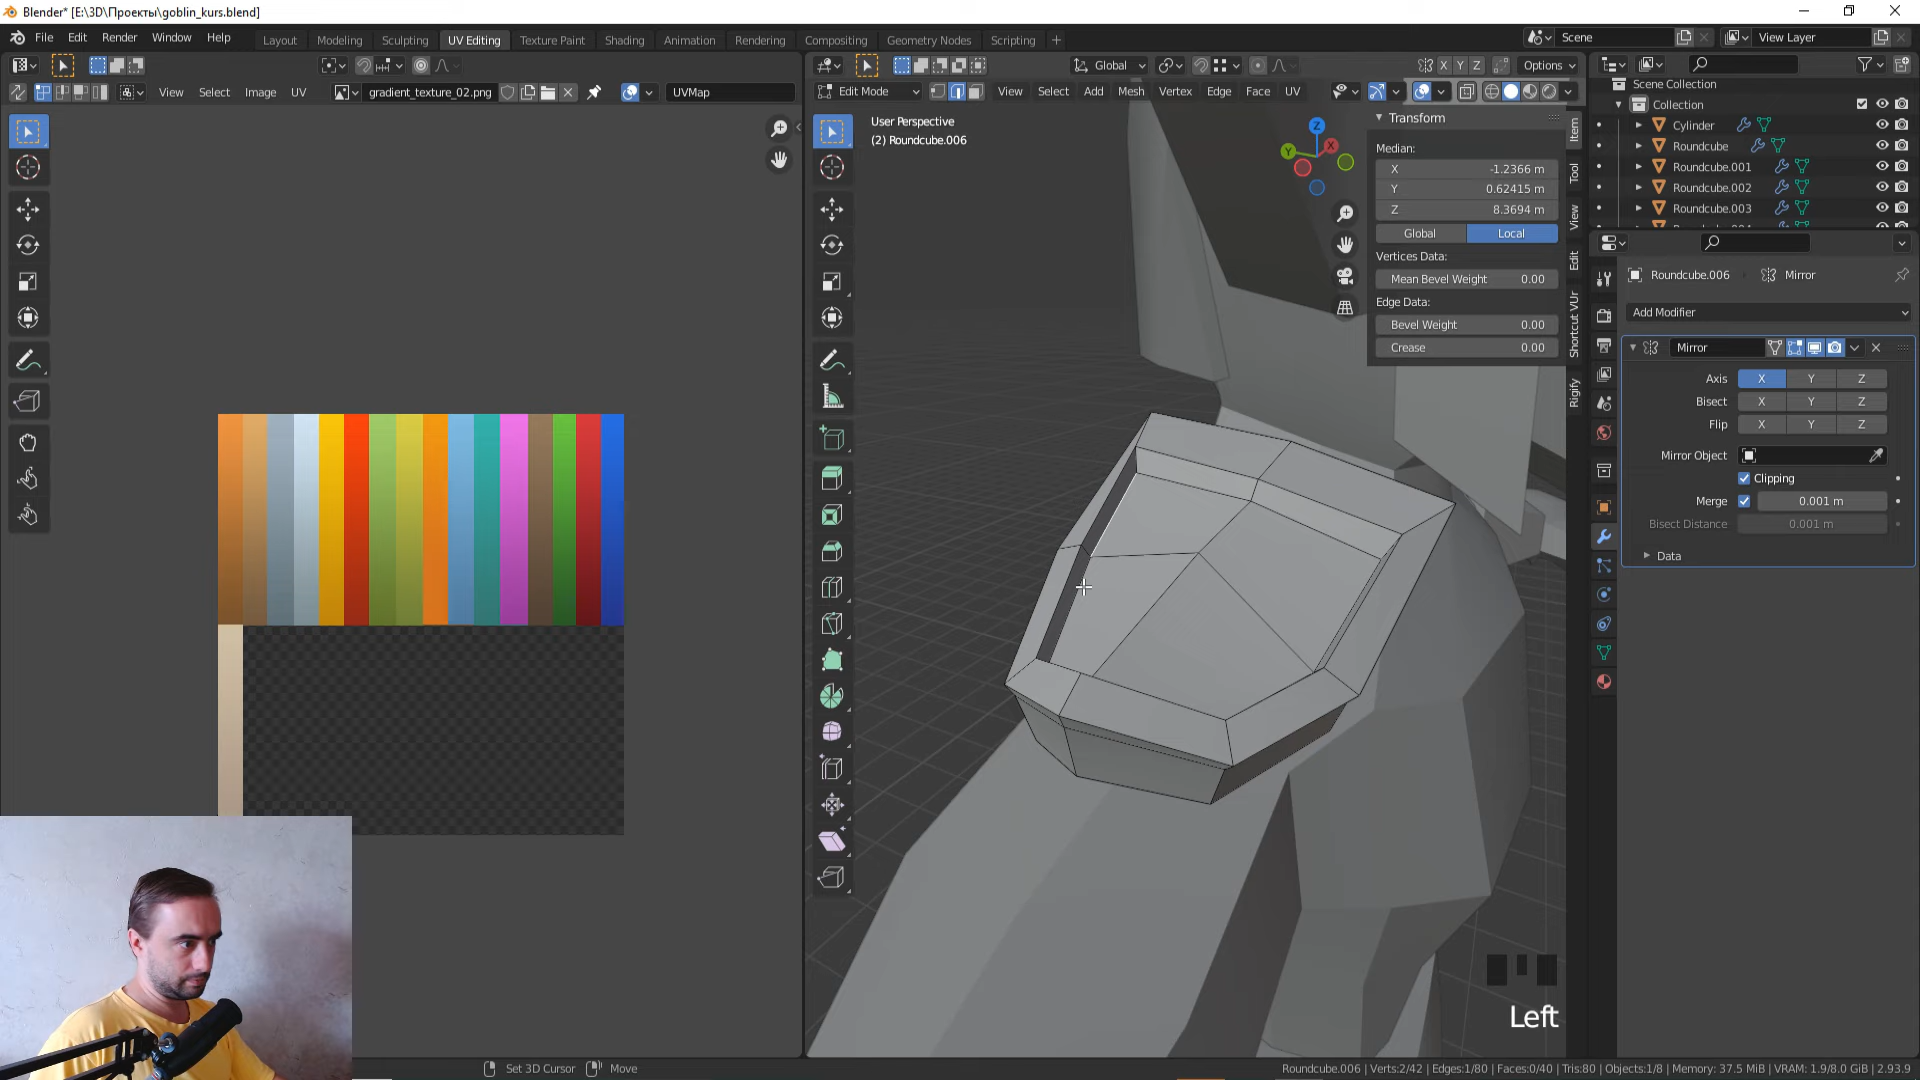 Blender* [E:\3D\Проекты\goblin_kurs.blend]
File Edit Render Window Help
Layout Modeling Sculpting UV Editing Texture Paint Shading Animation Rendering Compositing Geometry Nodes Scripting
Scene
View Layer
Global
X Y Z
Options
View Select Image UV
gradient_texture_02.png
UVMap
Edit Mode
View Select Add Mesh Vertex Edge Face UV
User Perspective
(2) Roundcube.006
Transform
Median:
X -1.2366 m
Y 0.62415 m
Z 8.3694 m
Global Local
Vertices Data:
Mean Bevel Weight 0.00
Edge Data:
Bevel Weight 0.00
Crease 0.00
Item
Tool
View
Edit
Shortcut VUr
Rigify
Z
Y
X
Scene Collection
Collection
Cylinder
Roundcube
Roundcube.001
Roundcube.002
Roundcube.003
Roundcube.006 Mirror
Add Modifier
Mirror
Axis X Y Z
Bisect X Y Z
Flip X Y Z
Mirror Object
Clipping
Merge 0.001 m
Bisect Distance 0.001 m
Data
Left
Set 3D Cursor Move
Roundcube.006 | Verts:2/42 | Edges:1/80 | Faces:0/40 | Tris:80 | Objects:1/8 | Memory: 37.5 MiB | VRAM: 1.9/8.0 GiB | 2.93.9